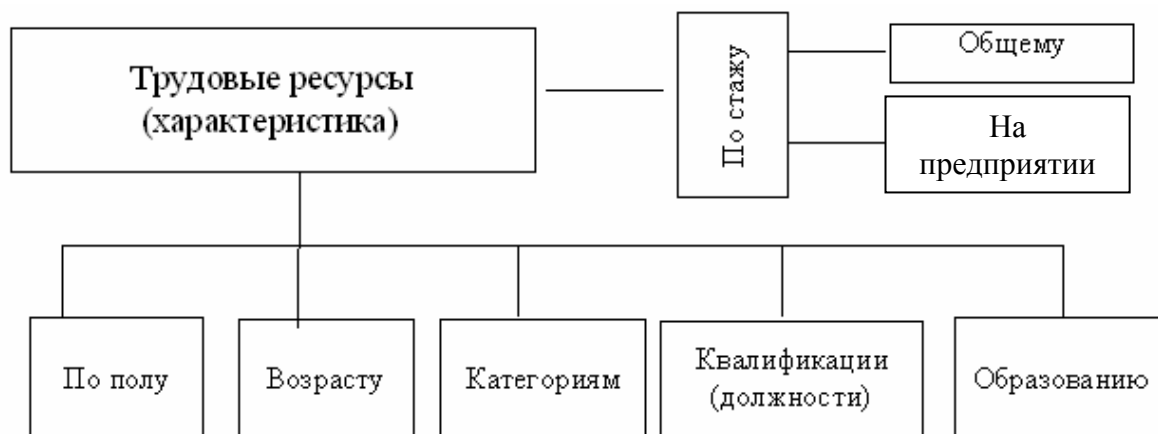 Трудовые ресурсы
(характеристика)
По стажу
Общему
На
предприятии
По полу
Возрасту
Категориям
Квалификации
(должности)
Образованию